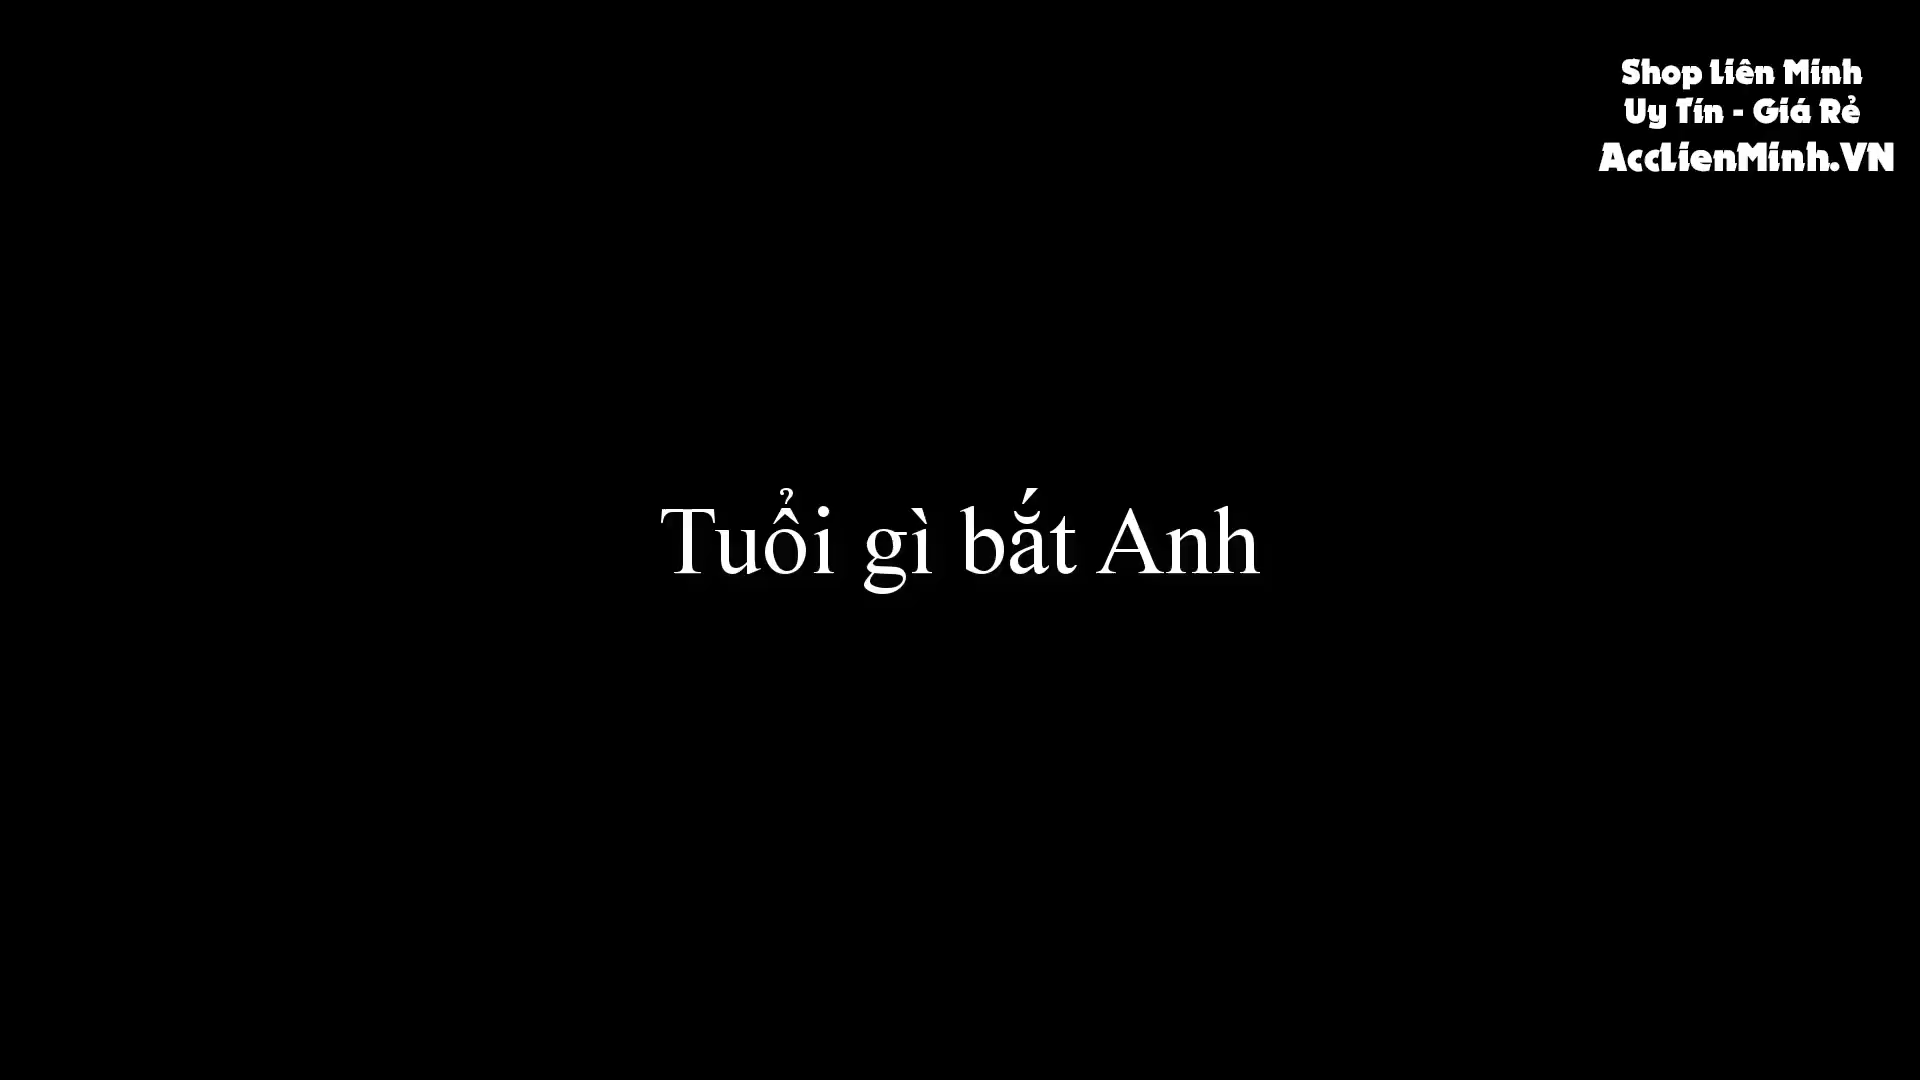 Shop Liên Minh
Uy Tín - Giá Rẻ
AccLienMinh.VN
Tuổi gì bắt Anh